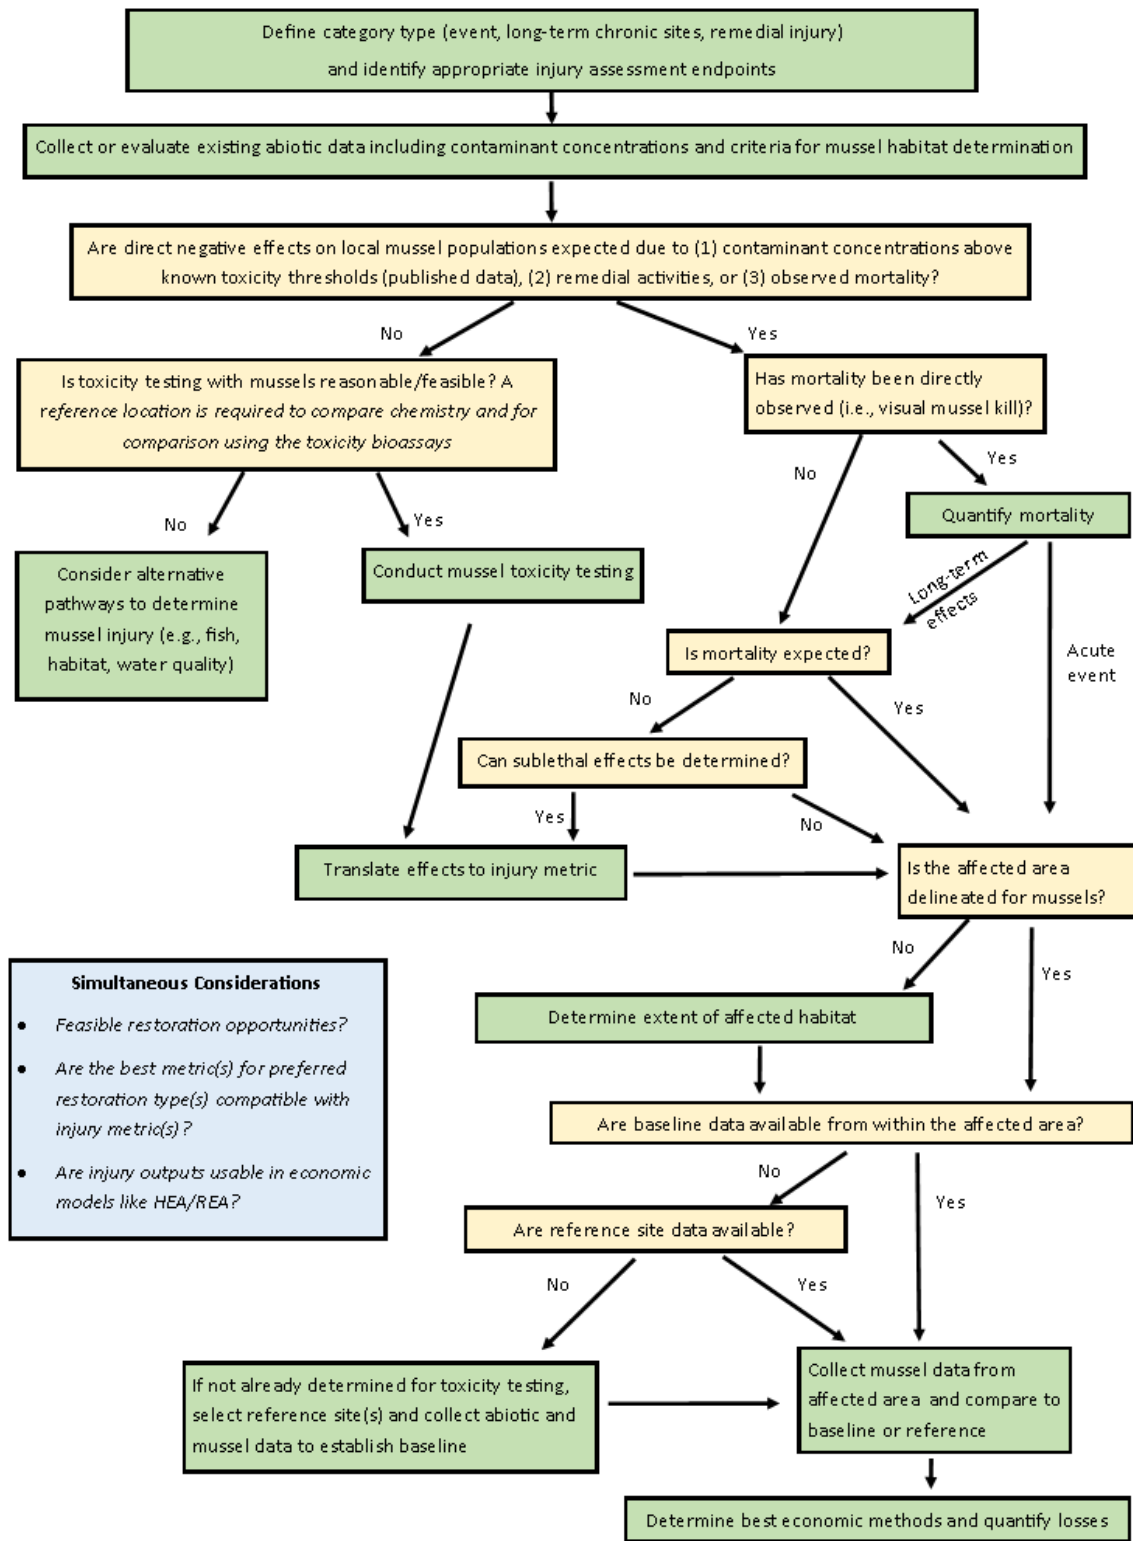 Define category type (event, long-term chronic sites, remedial injury)
and identify appropriate injury assessment endpoints
Collect or evaluate existing abiotic data including contaminant concentrations and criteria for mussel habitat determination
Are direct negative effects on local mussel populations expected due to (1) contaminant concentrations above
known toxicity thresholds (published data), (2) remedial activities, or (3) observed mortality?
No
Yes
Is toxicity testing with mussels reasonable/feasible? A
reference location is required to compare chemistry and for
comparison using the toxicity bioassays
Has mortality been directly
observed (i.e., visual mussel kill)?
No
Yes
No
Yes
Quantify mortality
Consider alternative
pathways to determine
mussel injury (e.g., fish,
habitat, water quality)
Conduct mussel toxicity testing
Long-term
effects
Acute
event
Is mortality expected?
No
Yes
Can sublethal effects be determined?
Yes
No
Translate effects to injury metric
Is the affected area
delineated for mussels?
No
Yes
Simultaneous Considerations
• Feasible restoration opportunities?
• Are the best metric(s) for preferred
restoration type(s) compatible with
injury metric(s)?
• Are injury outputs usable in economic
models like HEA/REA?
Determine extent of affected habitat
Are baseline data available from within the affected area?
No
Yes
Are reference site data available?
No
Yes
If not already determined for toxicity testing,
select reference site(s) and collect abiotic and
mussel data to establish baseline
Collect mussel data from
affected area and compare to
baseline or reference
Determine best economic methods and quantify losses